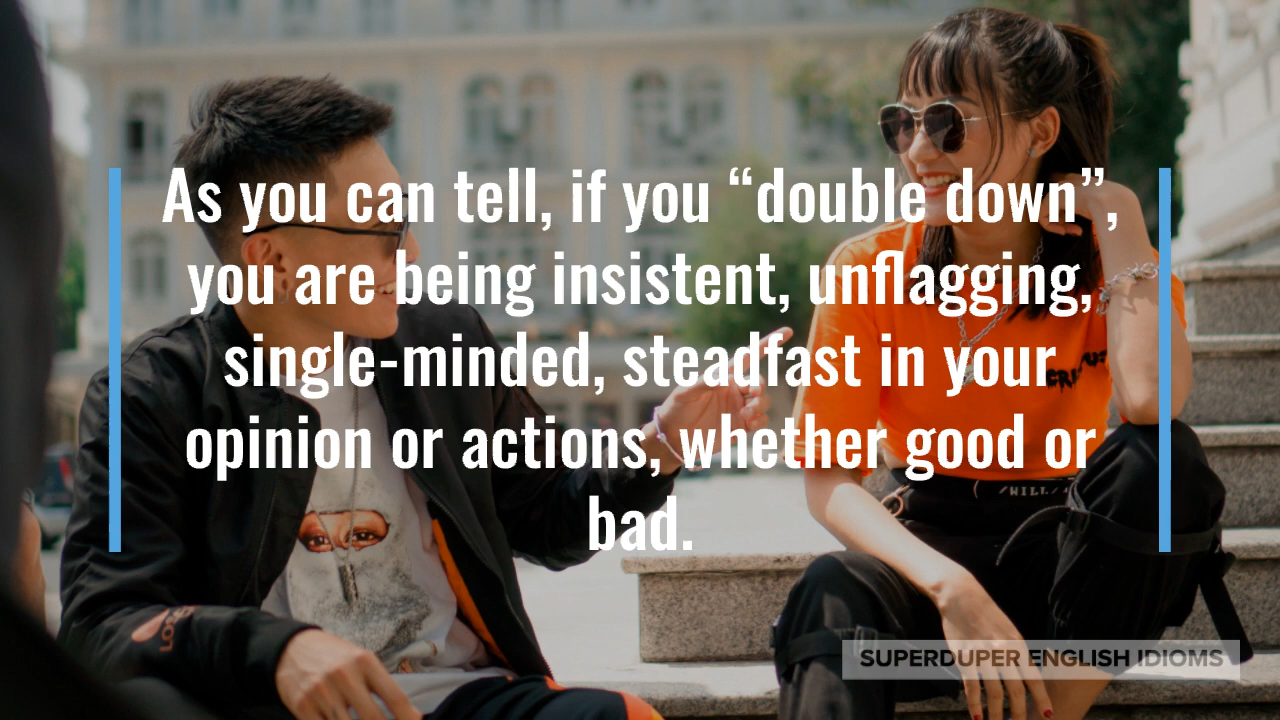 As you can tell, if you “double down”,
you are being insistent, unflagging,
single-minded, steadfast in your
opinion or actions, whether good or
bad.
/WILL/
SUPERDUPER ENGLISH IDIOMS